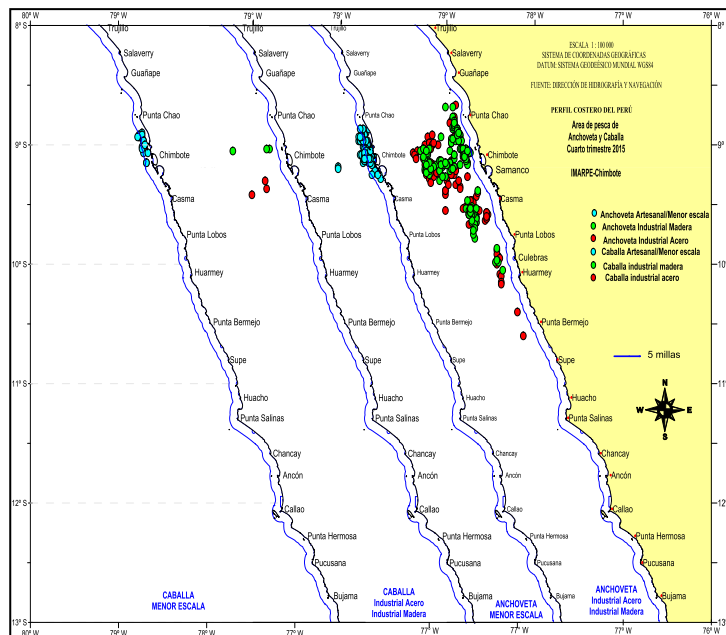 80°W 79°W 79°W 79°W 77°W 77°W 76°W 76°W
8°S
9°S
10°S
11°S
12°S
13°S
Trujillo
Salaverry
Guañape
Punta Chao
Chimbote
Casma
Punta Lobos
Huarmey
Punta Bermejo
Supe
Huacho
Punta Salinas
Chancay
Ancón
Callao
Punta Hermosa
Pucusana
Bujama
CABALLA
MENOR ESCALA
Trujillo
Salaverry
Guañape
Punta Chao
Chimbote
Casma
Punta Lobos
Huarmey
Punta Bermejo
Supe
Huacho
Punta Salinas
Chancay
Ancón
Callao
Punta Hermosa
Pucusana
Bujama
CABALLA
Industrial Acero
Industrial Madera
Trujillo
Salaverry
Guañape
Punta Chao
Chimbote
Casma
Punta Lobos
Huarmey
Punta Bermejo
Supe
Huacho
Punta Salinas
Chancay
Ancón
Callao
Punta Hermosa
Pucusana
Bujama
ANCHOVETA
MENOR ESCALA
Trujillo
Salaverry
Guañape
Punta Chao
Chimbote
Samanco
Casma
Punta Lobos
Culebras
Huarmey
Punta Bermejo
Supe
Huacho
Punta Salinas
Chancay
Ancón
Callao
Punta Hermosa
Pucusana
Bujama
ANCHOVETA
Industrial Acero
Industrial Madera
ESCALA 1 : 100 000
SISTEMA DE COORDENADAS GEOGRÁFICAS
DATUM: SISTEMA GEODÉSICO MUNDIAL WGS84
FUENTE: DIRECCIÓN DE HIDROGRAFÍA Y NAVEGACIÓN
PERFIL COSTERO DEL PERÚ
Area de pesca de
Anchoveta y Caballa
Cuarto trimestre 2015
IMARPE-Chimbote
Anchoveta Artesanal/Menor escala
Anchoveta Industrial Madera
Anchoveta Industrial Acero
Caballa Artesanal/Menor escala
Caballa industrial madera
Caballa industrial acero
5 millas
N
W E
S
80°W 79°W 79°W 77°W 77°W 76°W